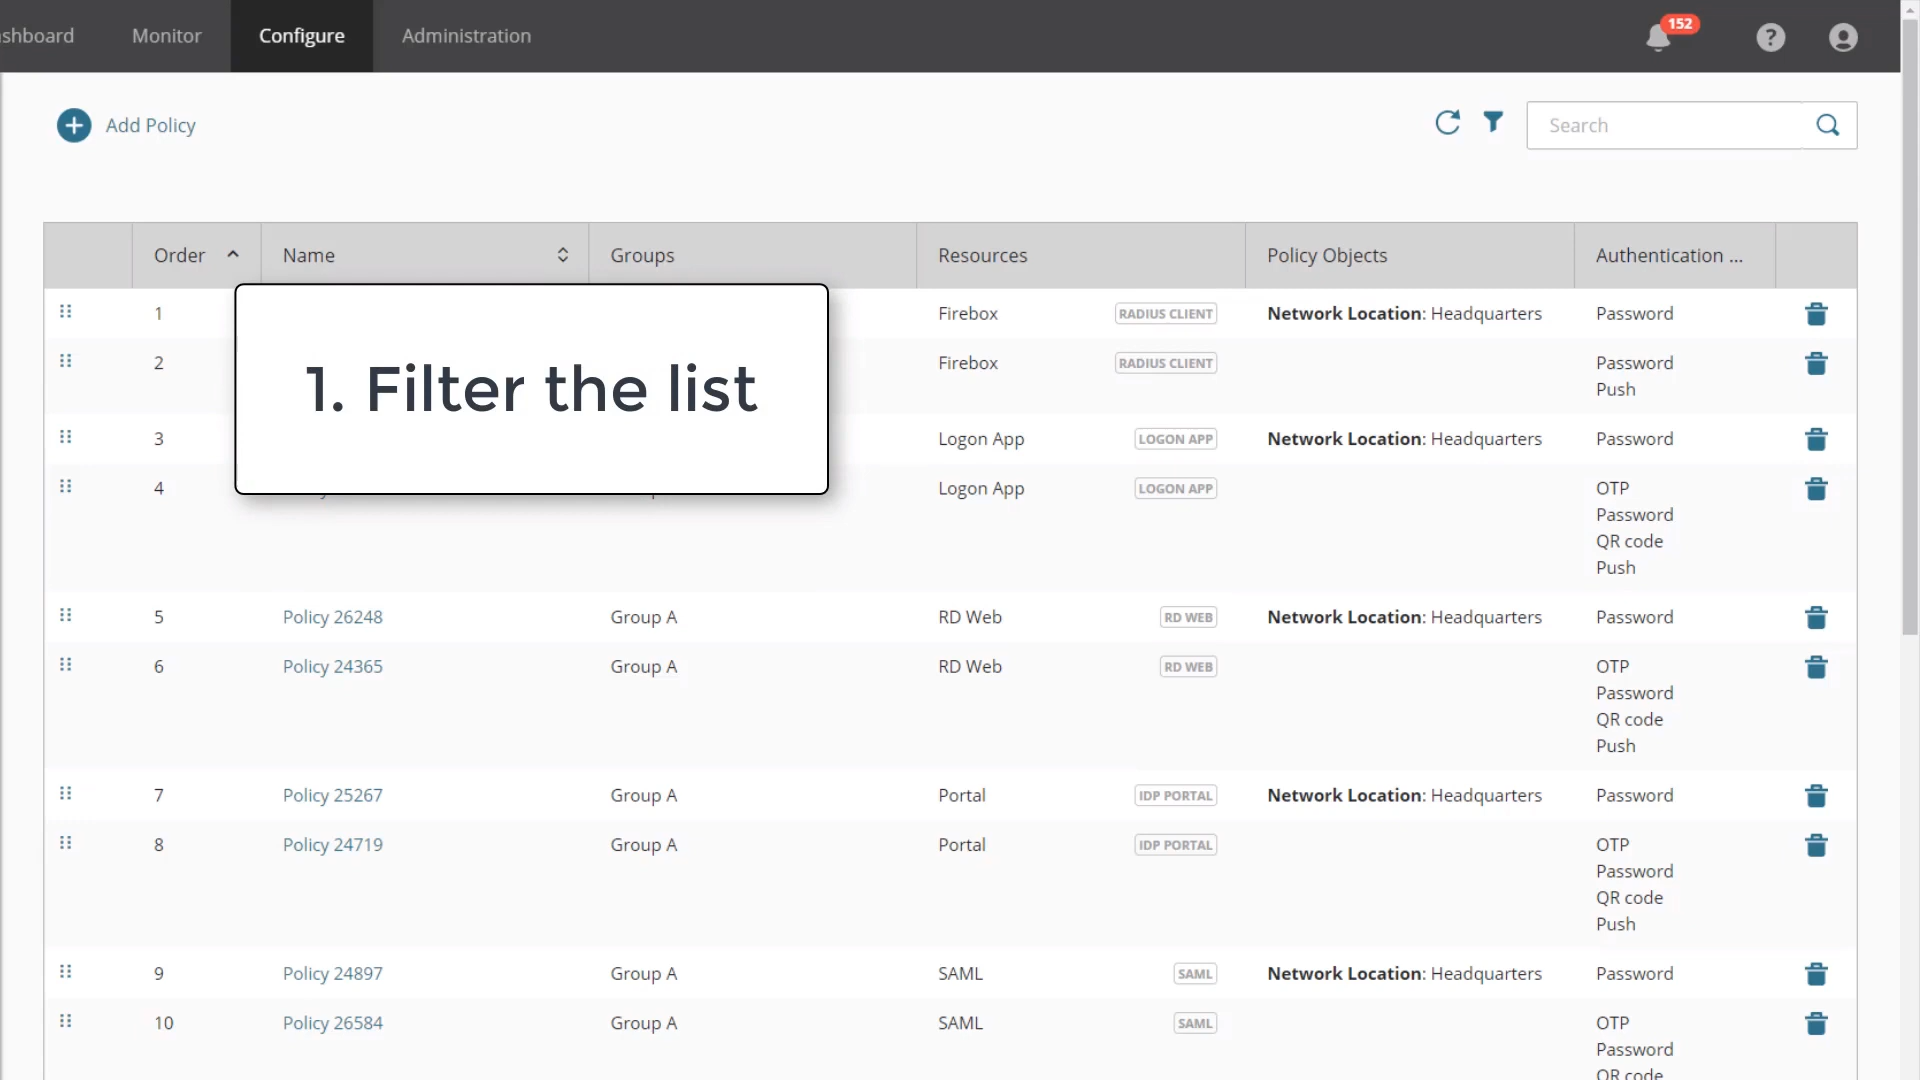 shboard Monitor Configure Administration 152 ?
Add Policy Search
Order Name Groups Resources Policy Objects Authentication ...
1 Firebox RADIUS CLIENT Network Location: Headquarters Password
2 Firebox RADIUS CLIENT Password
Push
1. Filter the list
3 Logon App LOGON APP Network Location: Headquarters Password
4 Logon App LOGON APP OTP
Password
QR code
Push
5 Policy 26248 Group A RD Web RD WEB Network Location: Headquarters Password
6 Policy 24365 Group A RD Web RD WEB OTP
Password
QR code
Push
7 Policy 25267 Group A Portal IDP PORTAL Network Location: Headquarters Password
8 Policy 24719 Group A Portal IDP PORTAL OTP
Password
QR code
Push
9 Policy 24897 Group A SAML SAML Network Location: Headquarters Password
10 Policy 26584 Group A SAML SAML OTP
Password
QR code